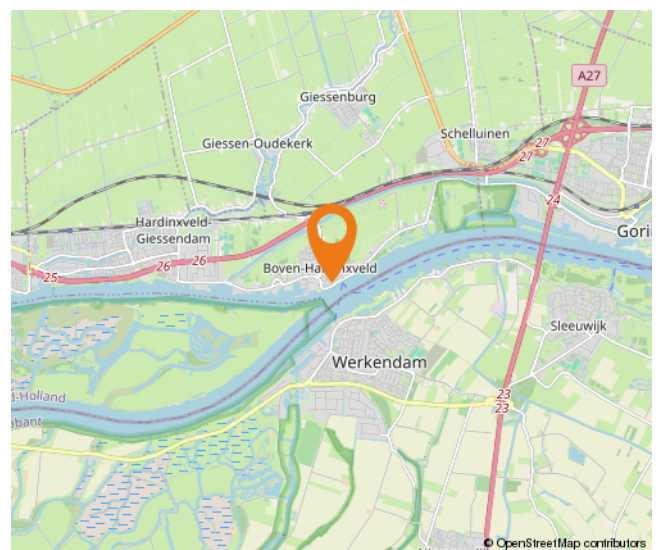 A27
Giessenburg
Giessen-Oudekerk
Schelluinen
27
27
24
Hardinxveld-
Giessendam
Gorin
25
26
26
Boven-Hardinxveld
Sleeuwijk
Werkendam
d-Holland
abant
23
23
© OpenStreetMap contributors